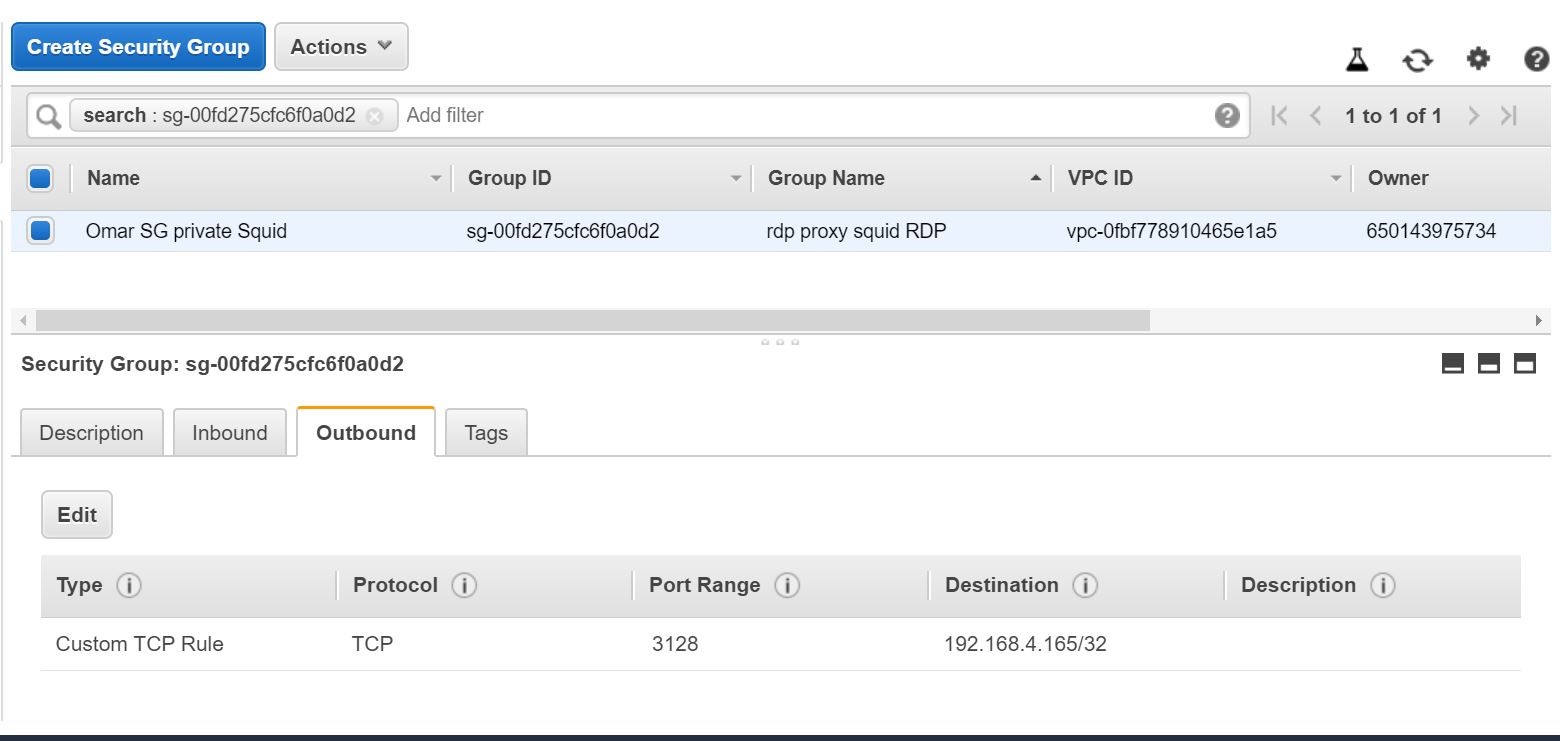 Create Security Group Actions
search : sg-00fd275cfc6f0a0d2 Add filter 1 to 1 of 1
Name Group ID Group Name VPC ID Owner
Omar SG private Squid sg-00fd275cfc6f0a0d2 rdp proxy squid RDP vpc-0fbf778910465e1a5 650143975734
Security Group: sg-00fd275cfc6f0a0d2
Description Inbound Outbound Tags
Edit
Type Protocol Port Range Destination Description
Custom TCP Rule TCP 3128 192.168.4.165/32